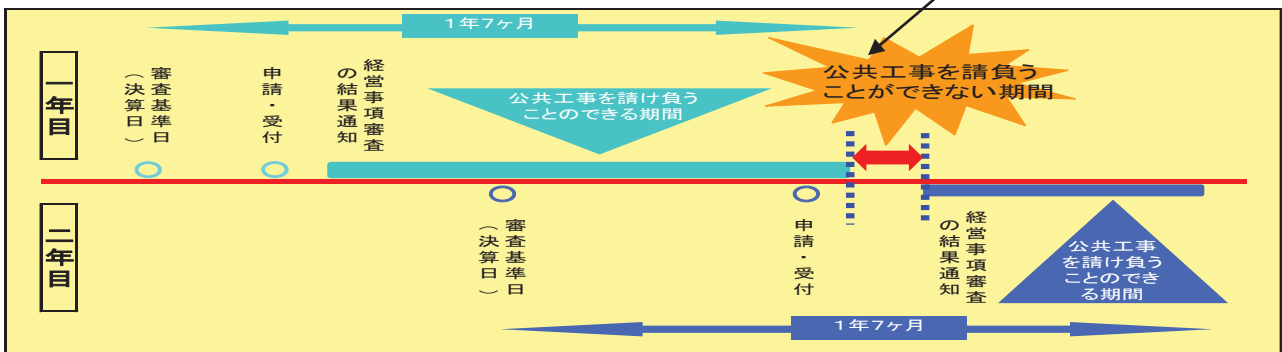 1年7ヶ月
一年目
審査基準日
（決算日）
申請・受付
経営事項審査
の結果通知
公共工事を請け負う
ことのできる期間
公共工事を請負う
ことができない期間
二年目
審査基準日
（決算日）
申請・受付
経営事項審査
の結果通知
公共工事
を請け負う
ことのでき
る期間
1年7ヶ月